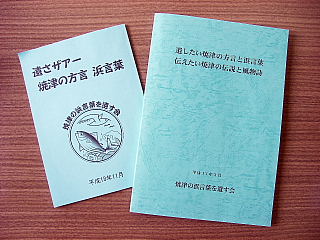 遺さザアー
焼津の方言 浜言葉
焼津の浜言葉を遺す会
平成19年11月
遺したい焼津の方言と浜言葉
伝えたい焼津の伝説と風物詩
焼津の浜言葉を遺す会